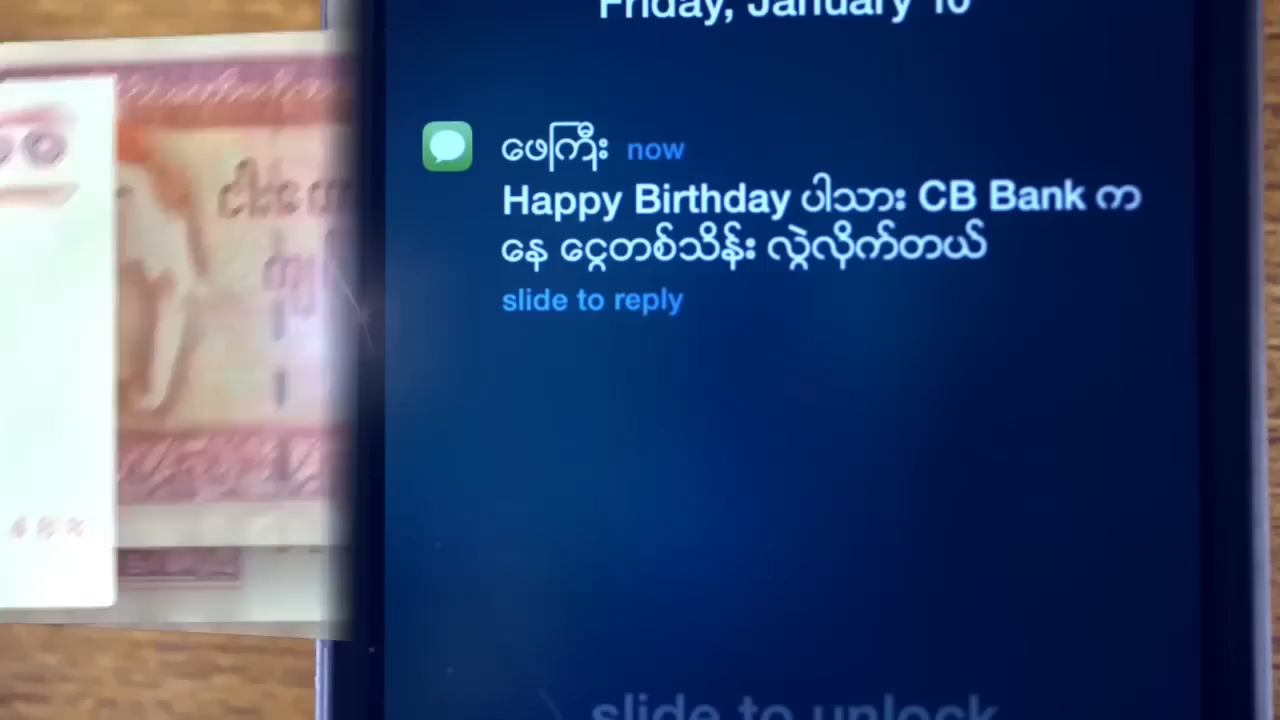 Friday, January 10
ဖေကြီး now
Happy Birthday ပါသား CB Bank က
နေ ငွေတစ်သိန်း လွှဲလိုက်တယ်
slide to reply
slide to unlock